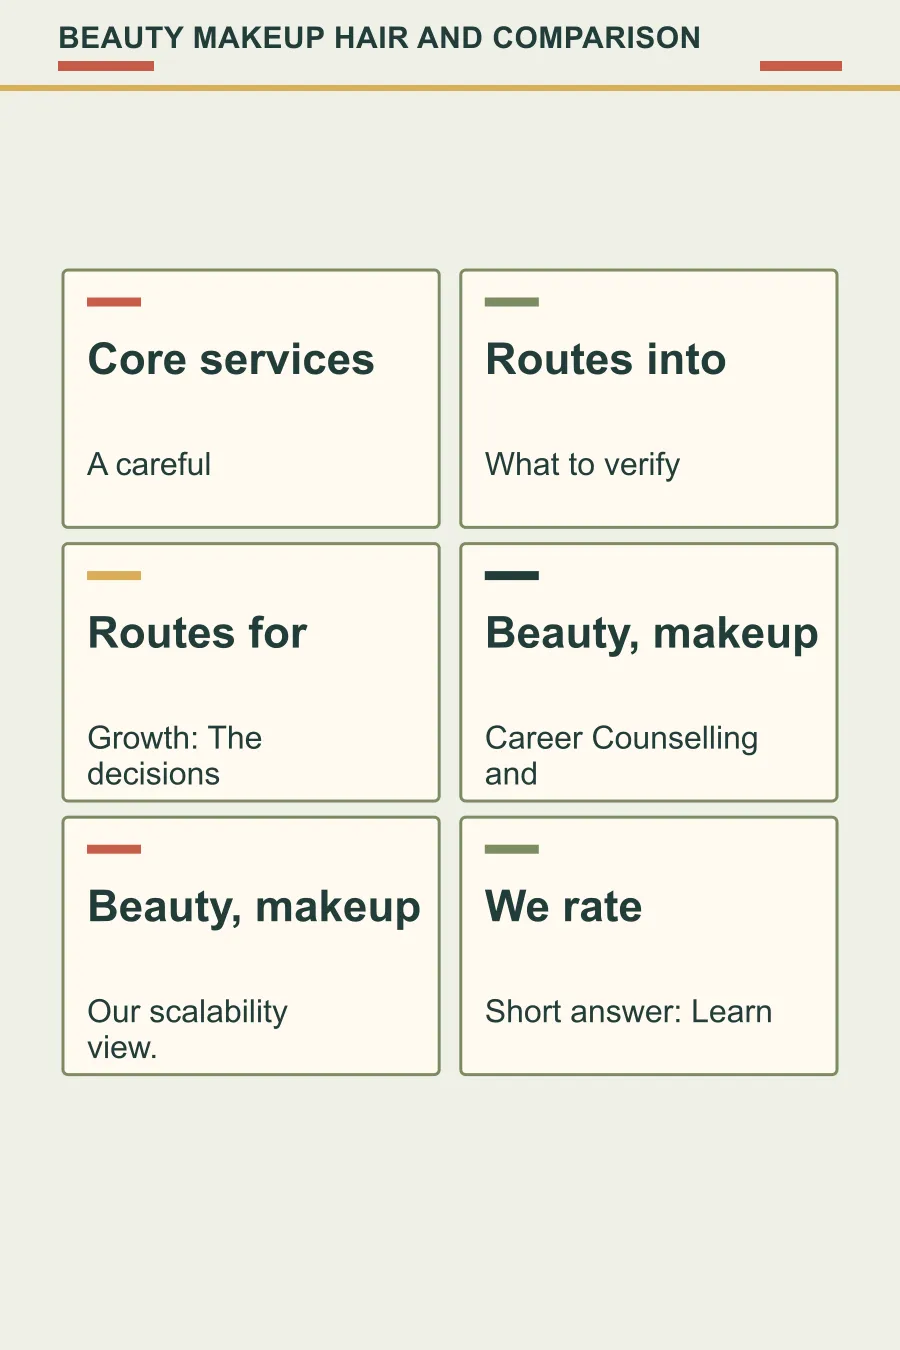 BEAUTY MAKEUP HAIR AND COMPARISON
Core services
A careful
Routes into
What to verify
Routes for
Growth: The
decisions
Beauty, makeup
Career Counselling
and
Beauty, makeup
Our scalability
view.
We rate
Short answer: Learn